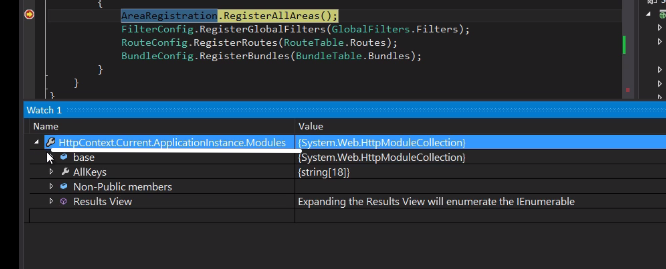 {
AreaRegistration.RegisterAllAreas();
FilterConfig.RegisterGlobalFilters(GlobalFilters.Filters);
RouteConfig.RegisterRoutes(RouteTable.Routes);
BundleConfig.RegisterBundles(BundleTable.Bundles);
}
}
}
Watch 1
Name Value
HttpContext.Current.ApplicationInstance.Modules {System.Web.HttpModuleCollection}
base {System.Web.HttpModuleCollection}
AllKeys {string[18]}
Non-Public members
Results View Expanding the Results View will enumerate the IEnumerable